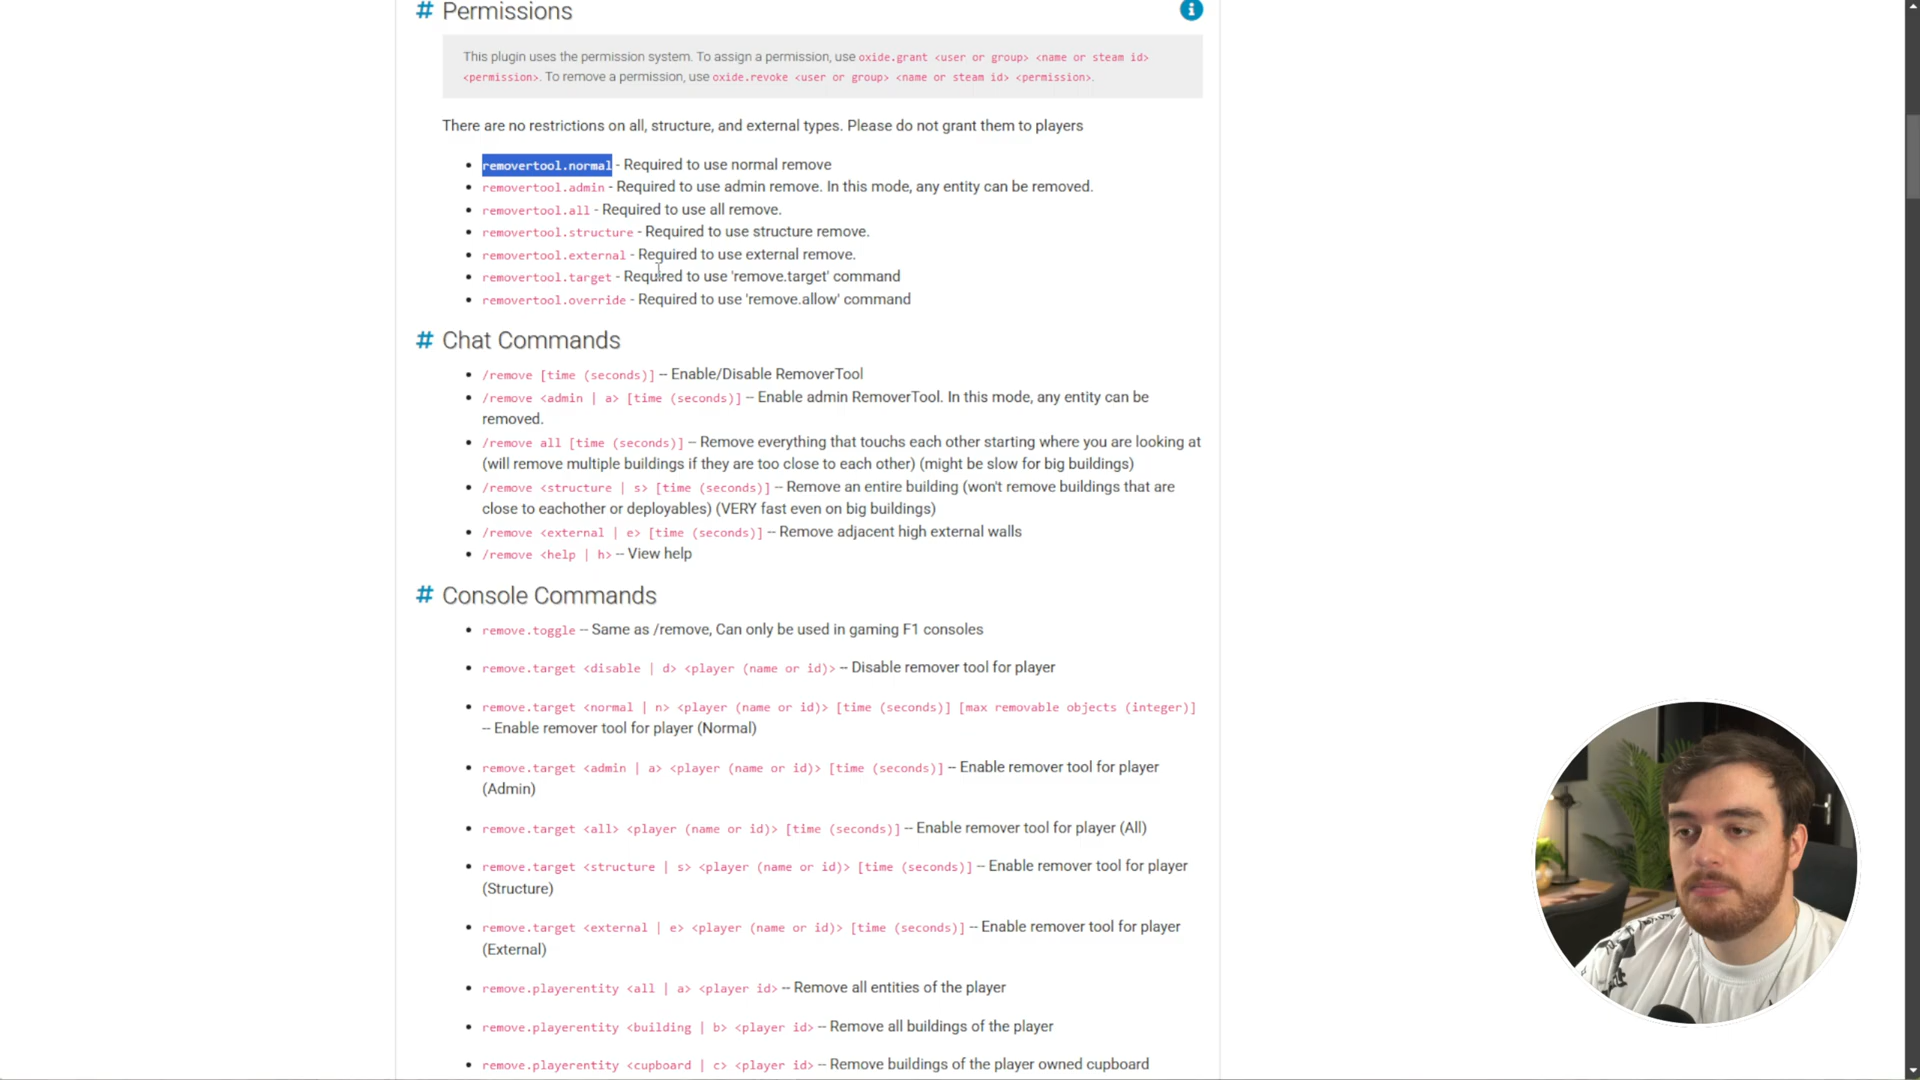 # Permissions
This plugin uses the permission system. To assign a permission, use oxide.grant <user or group> <name or steam id>
<permission>. To remove a permission, use oxide.revoke <user or group> <name or steam id> <permission>.
There are no restrictions on all, structure, and external types. Please do not grant them to players
• removertool.normal - Required to use normal remove
• removertool.admin - Required to use admin remove. In this mode, any entity can be removed.
• removertool.all - Required to use all remove.
• removertool.structure - Required to use structure remove.
• removertool.external - Required to use external remove.
• removertool.target - Required to use 'remove.target' command
• removertool.override - Required to use 'remove.allow' command
# Chat Commands
• /remove [time (seconds)] -- Enable/Disable RemoverTool
• /remove <admin | a> [time (seconds)] -- Enable admin RemoverTool. In this mode, any entity can be
removed.
• /remove all [time (seconds)] -- Remove everything that touchs each other starting where you are looking at
(will remove multiple buildings if they are too close to each other) (might be slow for big buildings)
• /remove <structure | s> [time (seconds)] -- Remove an entire building (won't remove buildings that are
close to eachother or deployables) (VERY fast even on big buildings)
• /remove <external | e> [time (seconds)] -- Remove adjacent high external walls
• /remove <help | h> -- View help
# Console Commands
• remove.toggle -- Same as /remove, Can only be used in gaming F1 consoles
• remove.target <disable | d> <player (name or id)> -- Disable remover tool for player
• remove.target <normal | n> <player (name or id)> [time (seconds)] [max removable objects (integer)]
-- Enable remover tool for player (Normal)
• remove.target <admin | a> <player (name or id)> [time (seconds)] -- Enable remover tool for player
(Admin)
• remove.target <all> <player (name or id)> [time (seconds)] -- Enable remover tool for player (All)
• remove.target <structure | s> <player (name or id)> [time (seconds)] -- Enable remover tool for player
(Structure)
• remove.target <external | e> <player (name or id)> [time (seconds)] -- Enable remover tool for player
(External)
• remove.playerentity <all | a> <player id> -- Remove all entities of the player
• remove.playerentity <building | b> <player id> -- Remove all buildings of the player
• remove.playerentity <cupboard | c> <player id> -- Remove buildings of the player owned cupboard